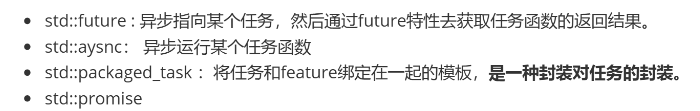 • std::future : 异步指向某个任务，然后通过future特性去获取任务函数的返回结果。
• std::aysnc： 异步运行某个任务函数
• std::packaged_task ：将任务和feature绑定在一起的模板，是一种封装对任务的封装。
• std::promise